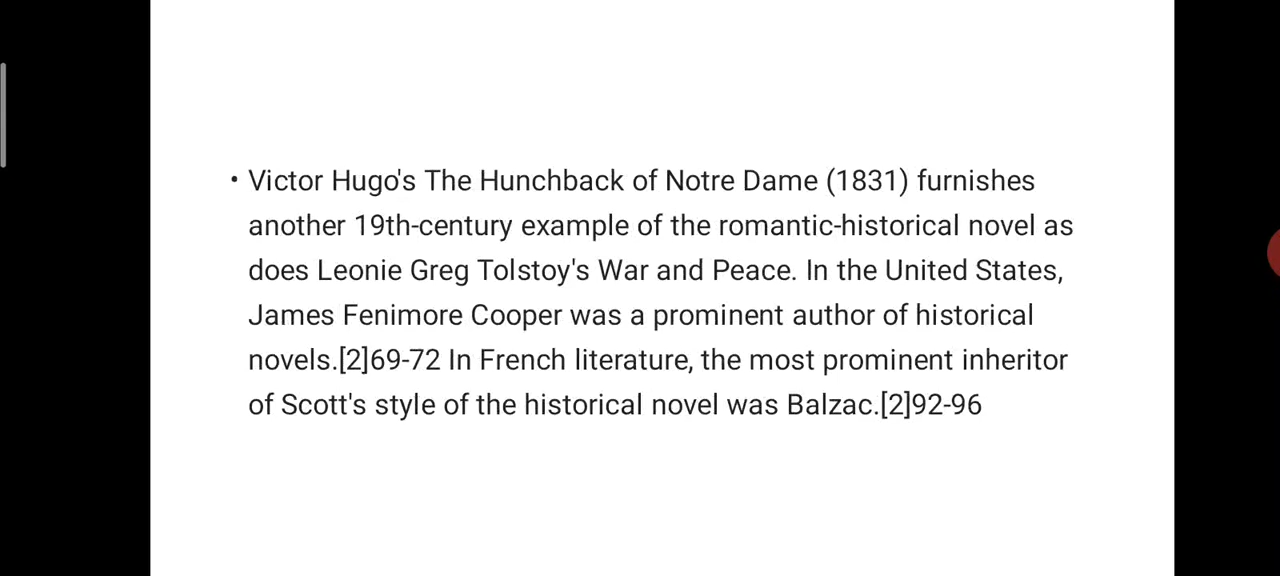 • Victor Hugo's The Hunchback of Notre Dame (1831) furnishes
another 19th-century example of the romantic-historical novel as
does Leonie Greg Tolstoy's War and Peace. In the United States,
James Fenimore Cooper was a prominent author of historical
novels.[2]69-72 In French literature, the most prominent inheritor
of Scott's style of the historical novel was Balzac.[2]92-96